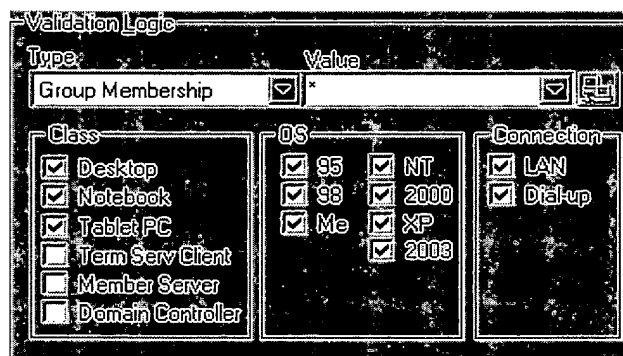 Validation Logic
Type Value
Group Membership *
Class OS Connection
Desktop 95 NT LAN
Notebook 98 2000 Dial-up
Tablet PC Me XP
Term Serv Client 2003
Member Server
Domain Controller